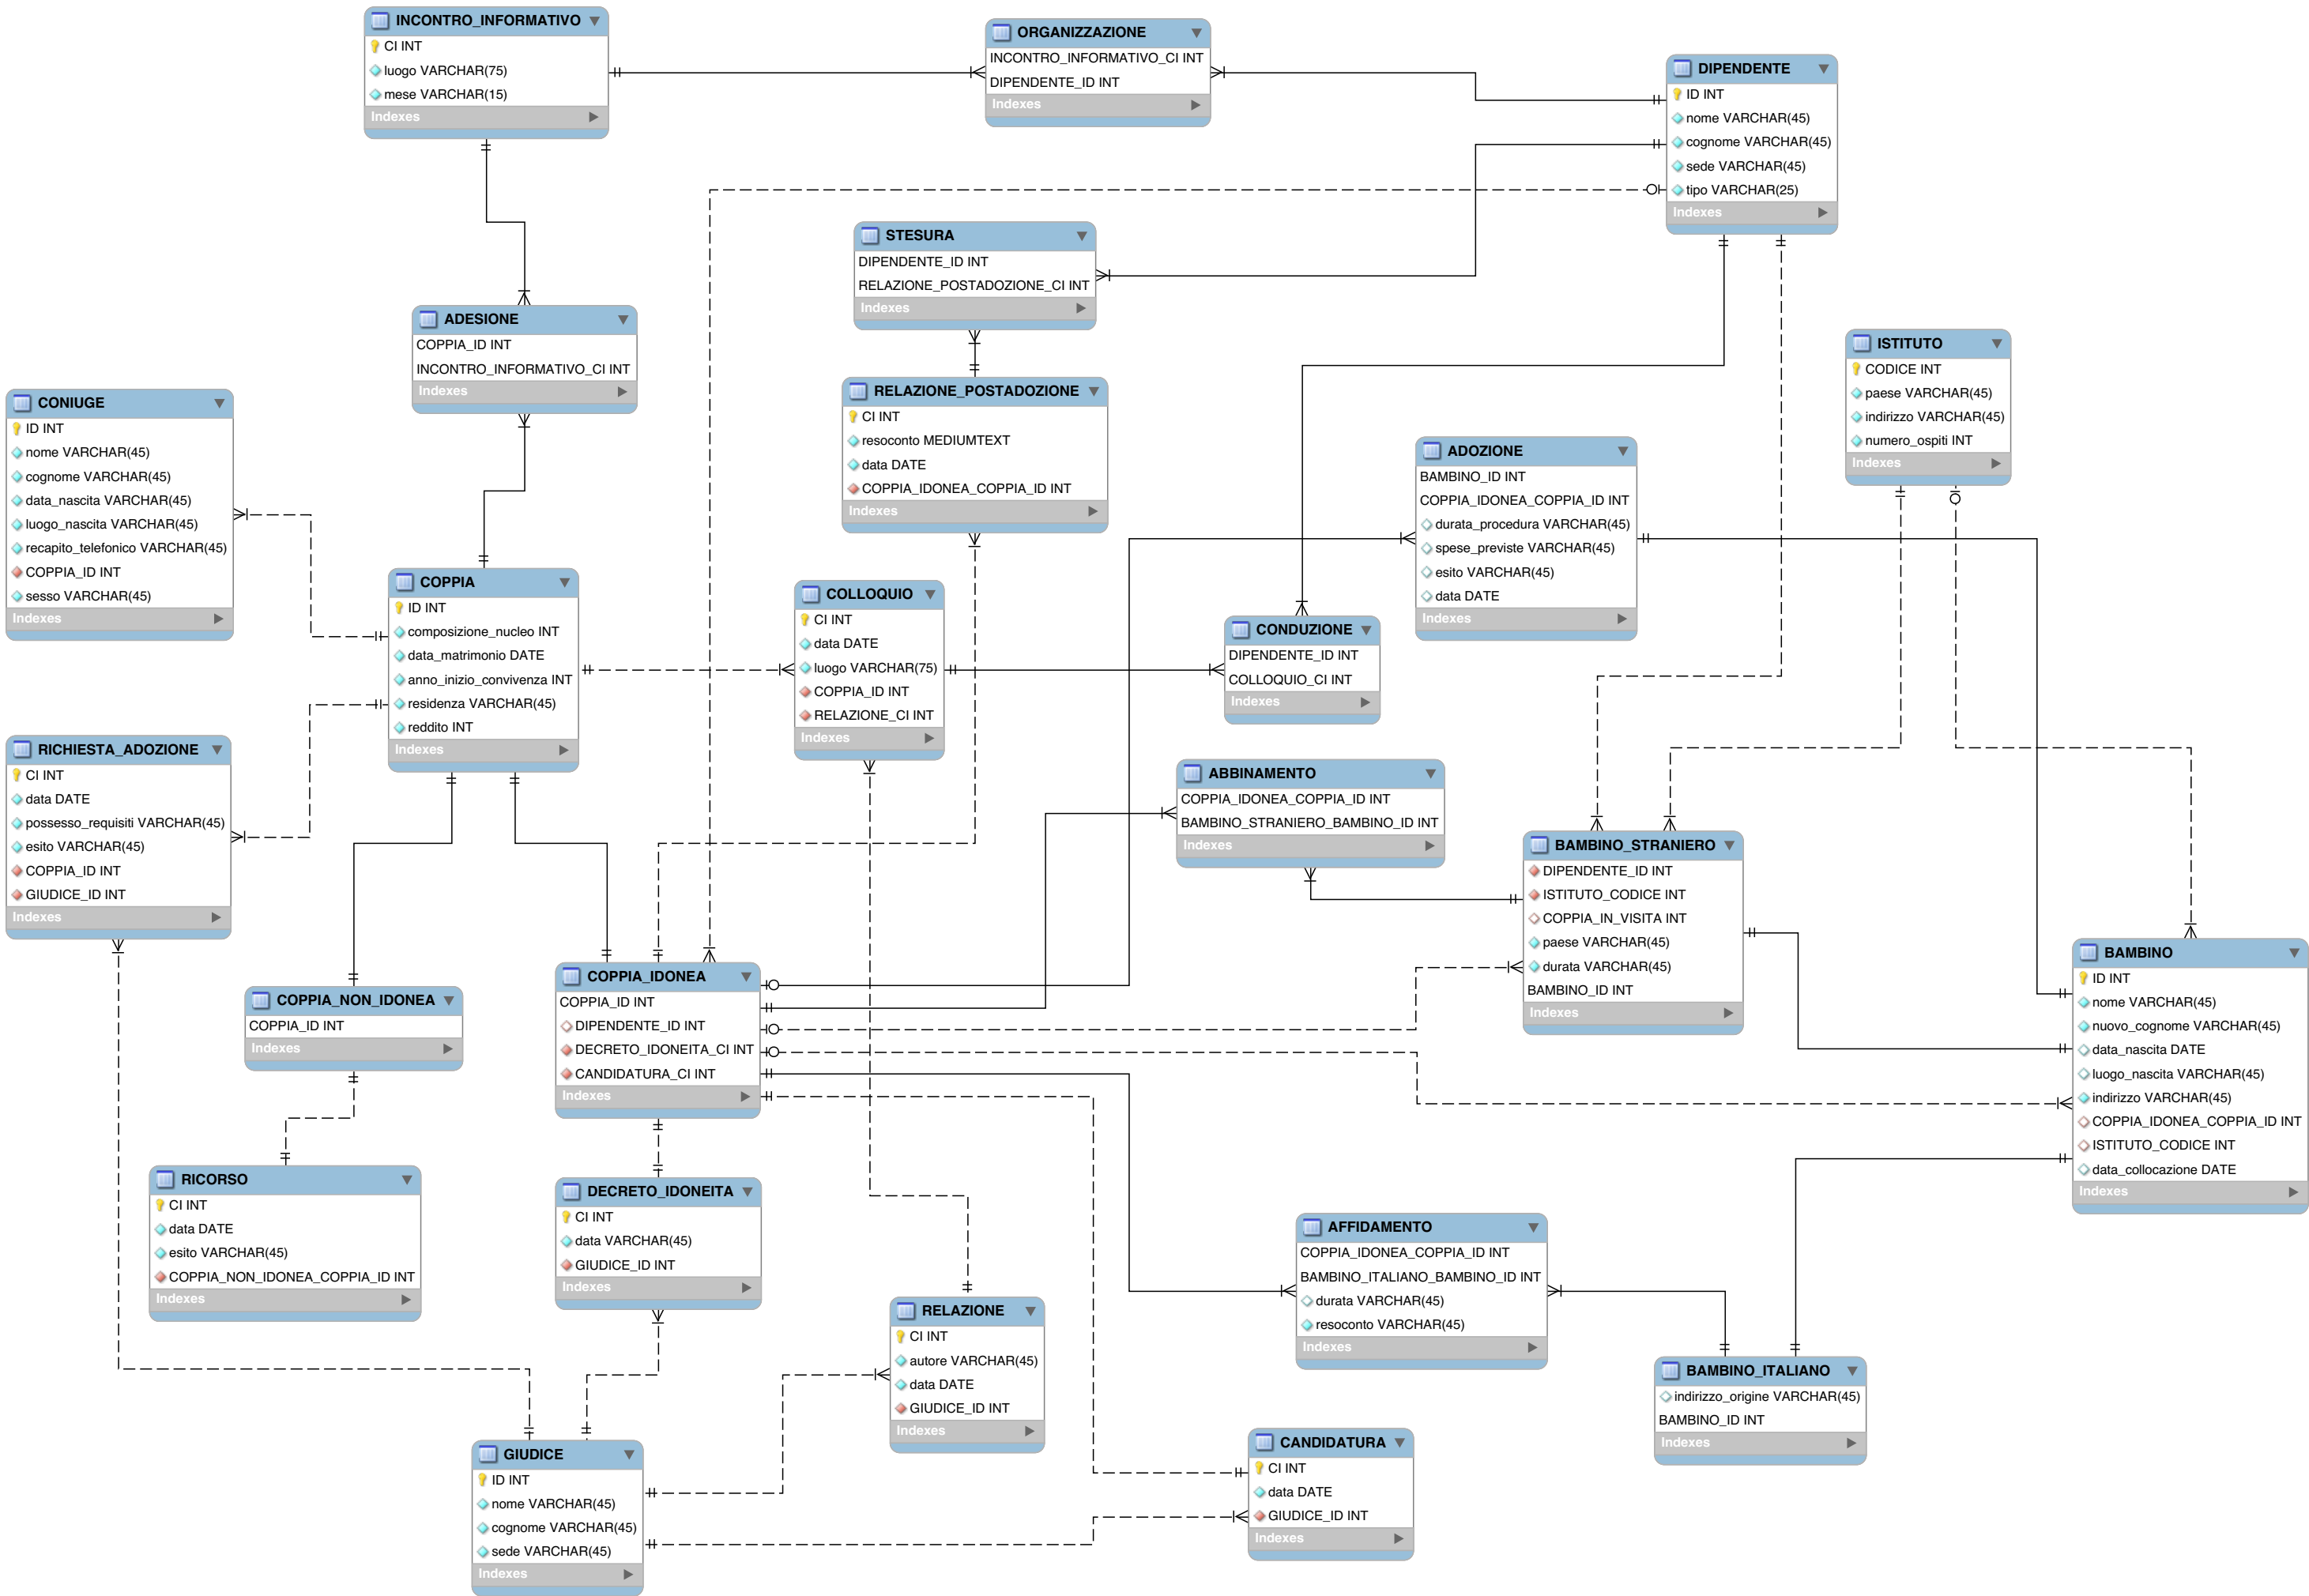 INCONTRO_INFORMATIVO
CI INT
luogo VARCHAR(75)
mese VARCHAR(15)
Indexes
ORGANIZZAZIONE
INCONTRO_INFORMATIVO_CI INT
DIPENDENTE_ID INT
Indexes
DIPENDENTE
ID INT
nome VARCHAR(45)
cognome VARCHAR(45)
sede VARCHAR(45)
tipo VARCHAR(25)
Indexes
STESURA
DIPENDENTE_ID INT
RELAZIONE_POSTADOZIONE_CI INT
Indexes
ADESIONE
COPPIA_ID INT
INCONTRO_INFORMATIVO_CI INT
Indexes
ISTITUTO
CODICE INT
paese VARCHAR(45)
indirizzo VARCHAR(45)
numero_ospiti INT
Indexes
CONIUGE
ID INT
nome VARCHAR(45)
cognome VARCHAR(45)
data_nascita VARCHAR(45)
luogo_nascita VARCHAR(45)
recapito_telefonico VARCHAR(45)
COPPIA_ID INT
sesso VARCHAR(45)
Indexes
RELAZIONE_POSTADOZIONE
CI INT
resoconto MEDIUMTEXT
data DATE
COPPIA_IDONEA_COPPIA_ID INT
Indexes
ADOZIONE
BAMBINO_ID INT
COPPIA_IDONEA_COPPIA_ID INT
durata_procedura VARCHAR(45)
spese_previste VARCHAR(45)
esito VARCHAR(45)
data DATE
Indexes
COPPIA
ID INT
composizione_nucleo INT
data_matrimonio DATE
anno_inizio_convivenza INT
residenza VARCHAR(45)
reddito INT
Indexes
COLLOQUIO
CI INT
data DATE
luogo VARCHAR(75)
COPPIA_ID INT
RELAZIONE_CI INT
Indexes
CONDUZIONE
DIPENDENTE_ID INT
COLLOQUIO_CI INT
Indexes
RICHIESTA_ADOZIONE
CI INT
data DATE
possesso_requisiti VARCHAR(45)
esito VARCHAR(45)
COPPIA_ID INT
GIUDICE_ID INT
Indexes
ABBINAMENTO
COPPIA_IDONEA_COPPIA_ID INT
BAMBINO_STRANIERO_BAMBINO_ID INT
Indexes
BAMBINO_STRANIERO
DIPENDENTE_ID INT
ISTITUTO_CODICE INT
COPPIA_IN_VISITA INT
paese VARCHAR(45)
durata VARCHAR(45)
BAMBINO_ID INT
Indexes
BAMBINO
ID INT
nome VARCHAR(45)
nuovo_cognome VARCHAR(45)
data_nascita DATE
luogo_nascita VARCHAR(45)
indirizzo VARCHAR(45)
COPPIA_IDONEA_COPPIA_ID INT
ISTITUTO_CODICE INT
data_collocazione DATE
Indexes
COPPIA_IDONEA
COPPIA_ID INT
DIPENDENTE_ID INT
DECRETO_IDONEITA_CI INT
CANDIDATURA_CI INT
Indexes
COPPIA_NON_IDONEA
COPPIA_ID INT
Indexes
RICORSO
CI INT
data DATE
esito VARCHAR(45)
COPPIA_NON_IDONEA_COPPIA_ID INT
Indexes
DECRETO_IDONEITA
CI INT
data VARCHAR(45)
GIUDICE_ID INT
Indexes
AFFIDAMENTO
COPPIA_IDONEA_COPPIA_ID INT
BAMBINO_ITALIANO_BAMBINO_ID INT
durata VARCHAR(45)
resoconto VARCHAR(45)
Indexes
RELAZIONE
CI INT
autore VARCHAR(45)
data DATE
GIUDICE_ID INT
Indexes
BAMBINO_ITALIANO
indirizzo_origine VARCHAR(45)
BAMBINO_ID INT
Indexes
CANDIDATURA
CI INT
data DATE
GIUDICE_ID INT
Indexes
GIUDICE
ID INT
nome VARCHAR(45)
cognome VARCHAR(45)
sede VARCHAR(45)
Indexes